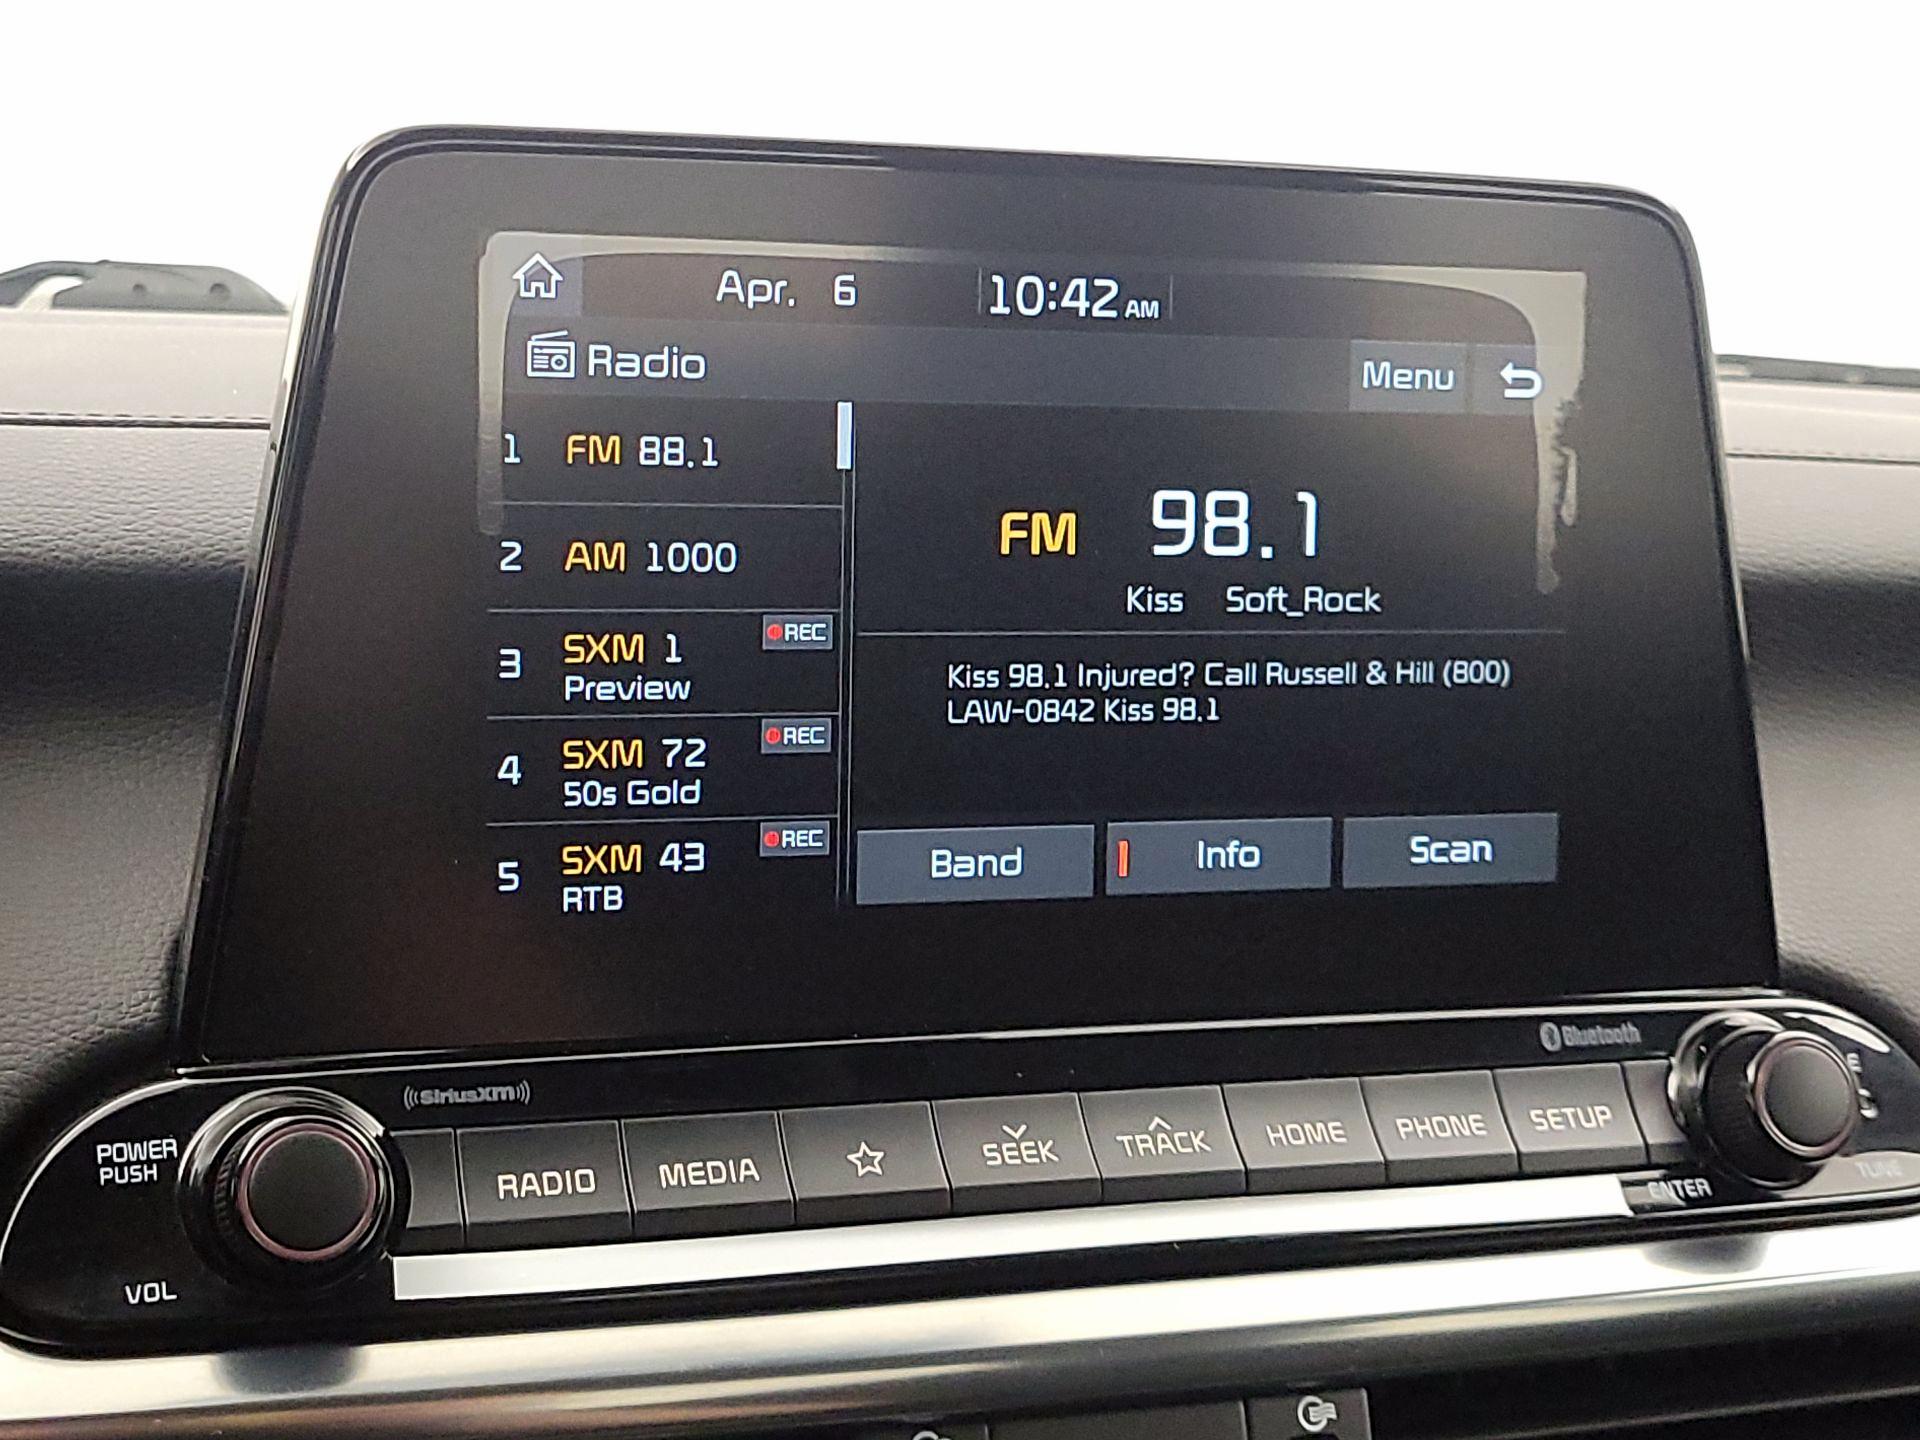 Apr. 6 10:42 AM
Radio Menu
1 FM 88.1
2 AM 1000
3 SXM 1 REC
Preview
4 SXM 72 REC
50s Gold
5 SXM 43 REC
RTB
FM 98.1
Kiss Soft_Rock
Kiss 98.1 Injured? Call Russell & Hill (800)
LAW-0842 Kiss 98.1
Band Info Scan
Bluetooth
((SiriusXM))
POWER
PUSH
VOL
RADIO MEDIA SEEK TRACK HOME PHONE SETUP
ENTER
TUNE